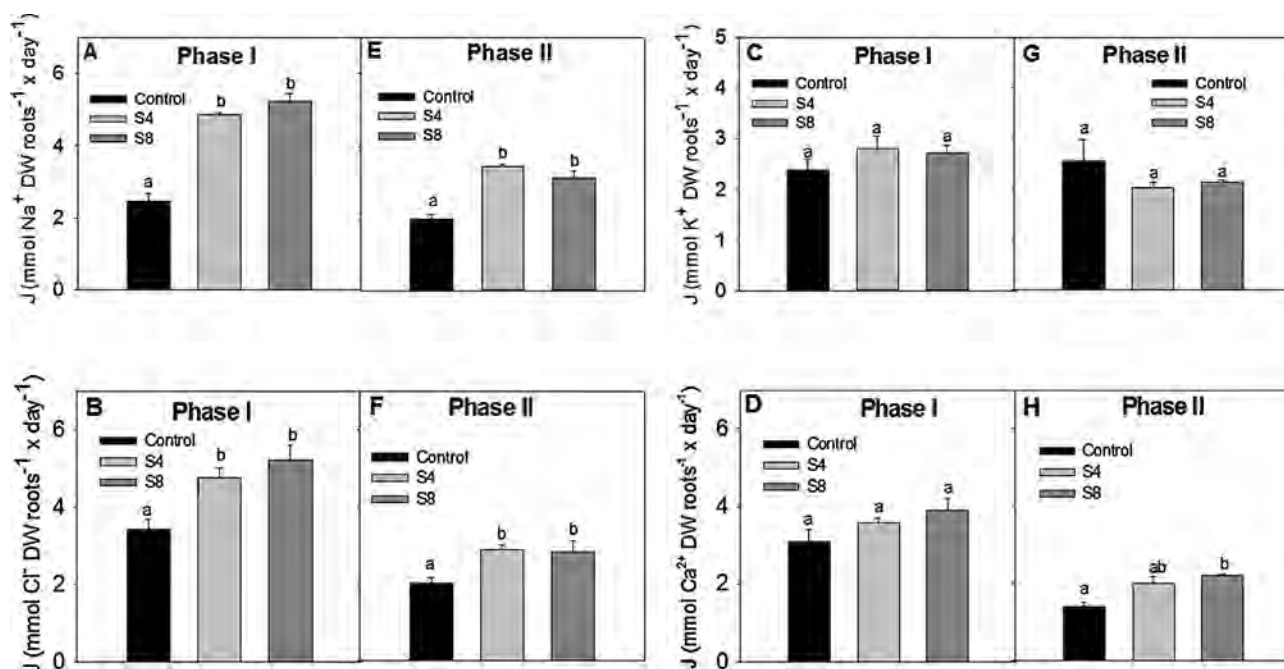 A
Phase I
Control
S4
S8
a
b
b
6
4
2
0
J (mmol Na⁺ DW roots⁻¹ x day⁻¹)
E
Phase II
Control
S4
S8
a
b
b
C
Phase I
Control
S4
S8
a
a
a
5
4
3
2
1
0
J (mmol K⁺ DW roots⁻¹ x day⁻¹)
G
Phase II
Control
S4
S8
a
a
a
B
Phase I
Control
S4
S8
a
b
b
6
4
2
0
J (mmol Cl⁻ DW roots⁻¹ x day⁻¹)
F
Phase II
Control
S4
S8
a
b
b
D
Phase I
Control
S4
S8
a
a
a
6
4
2
0
J (mmol Ca²⁺ DW roots⁻¹ x day⁻¹)
H
Phase II
Control
S4
S8
a
ab
b